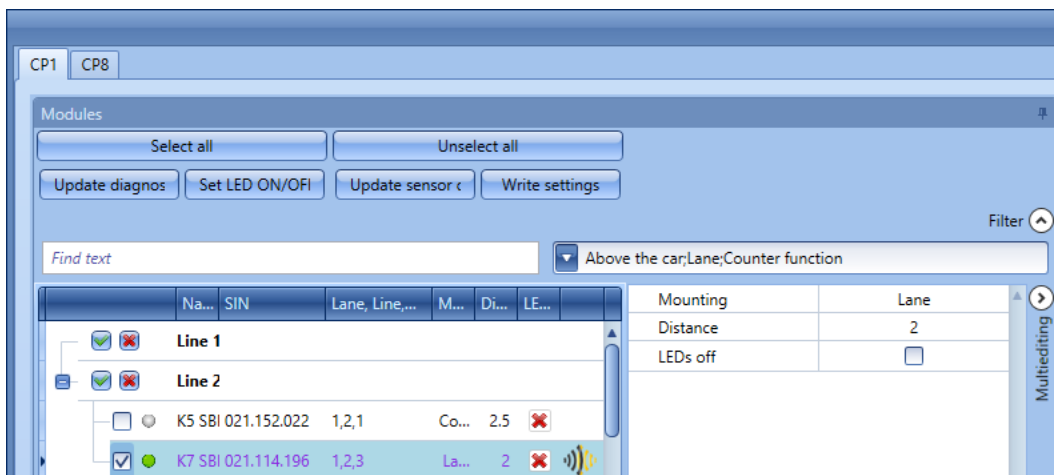 CP1 CP8
Modules
Select all Unselect all
Update diagnos Set LED ON/OFI Update sensor c Write settings
Filter
Find text Above the car;Lane;Counter function
Na... SIN Lane, Line,... M... Di... LE...
Mounting Lane
Distance 2
LEDs off
Multiediting
Line 1
Line 2
K5 SBI 021.152.022 1,2,1 Co... 2.5
K7 SBI 021.114.196 1,2,3 La... 2